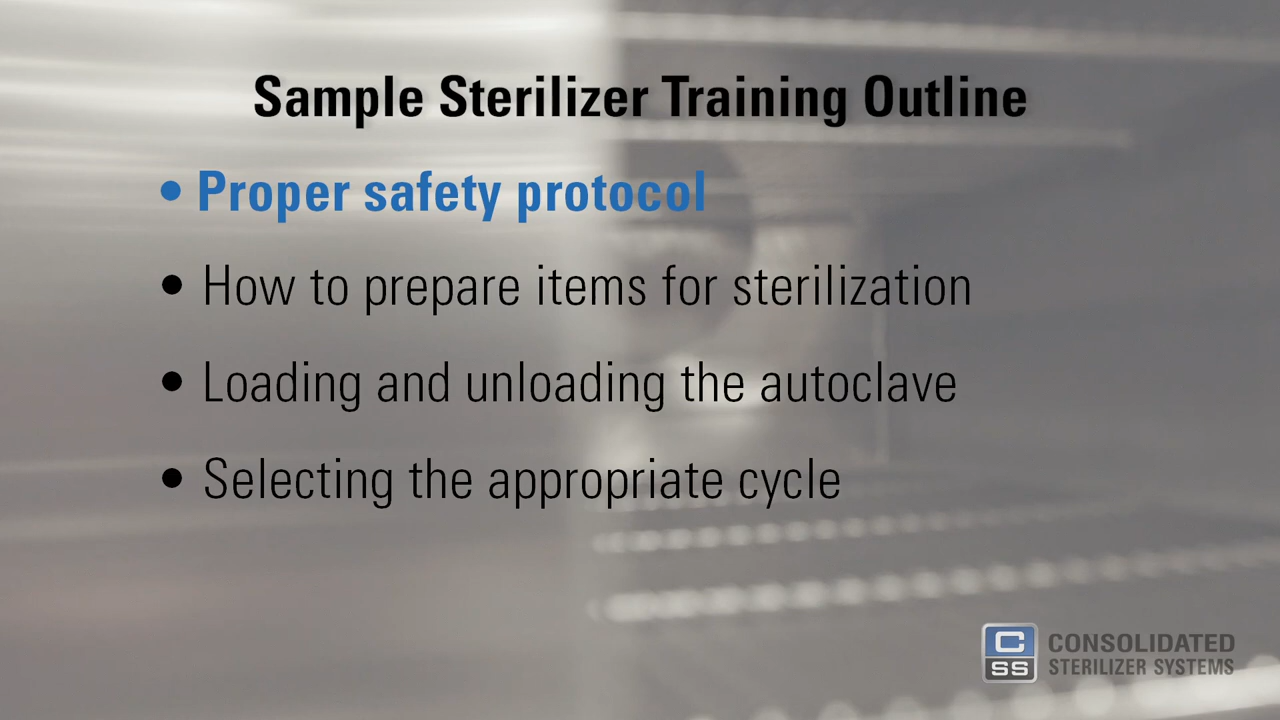 Sample Sterilizer Training Outline
• Proper safety protocol
• How to prepare items for sterilization
• Loading and unloading the autoclave
• Selecting the appropriate cycle
C
SS
CONSOLIDATED
STERILIZER SYSTEMS